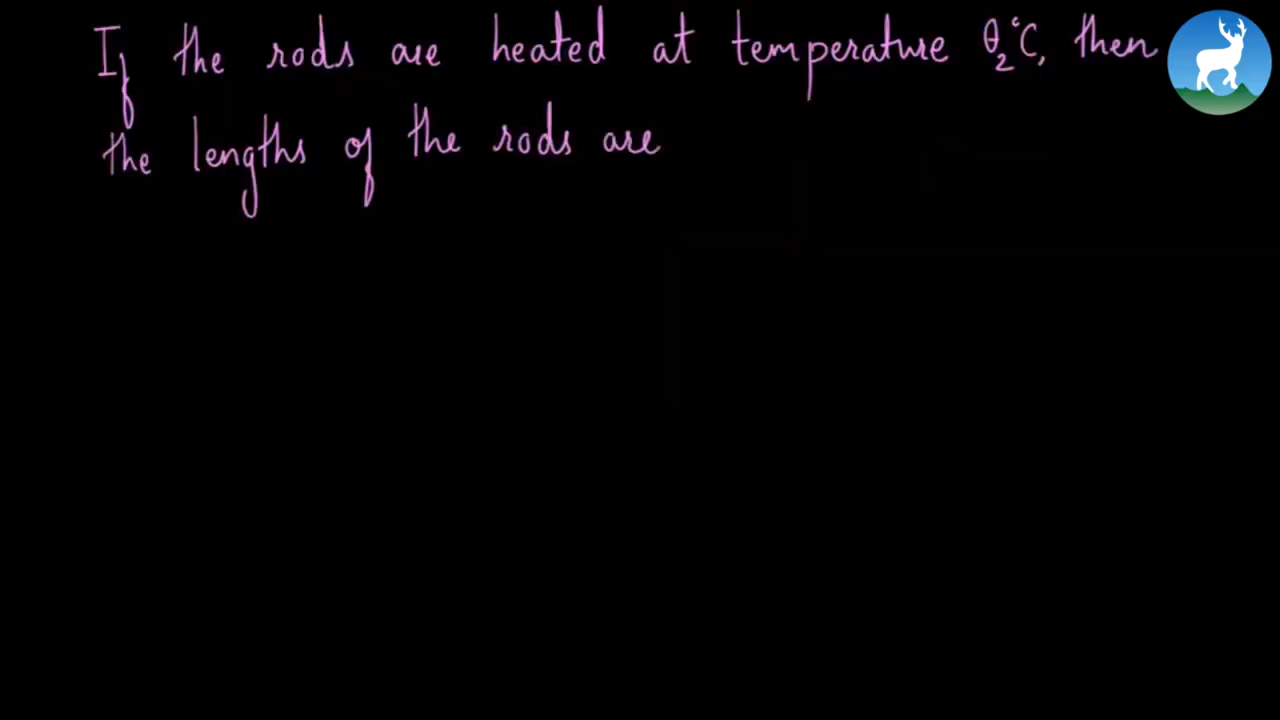 If the rods are heated at temperature θ₂°C, then
the lengths of the rods are